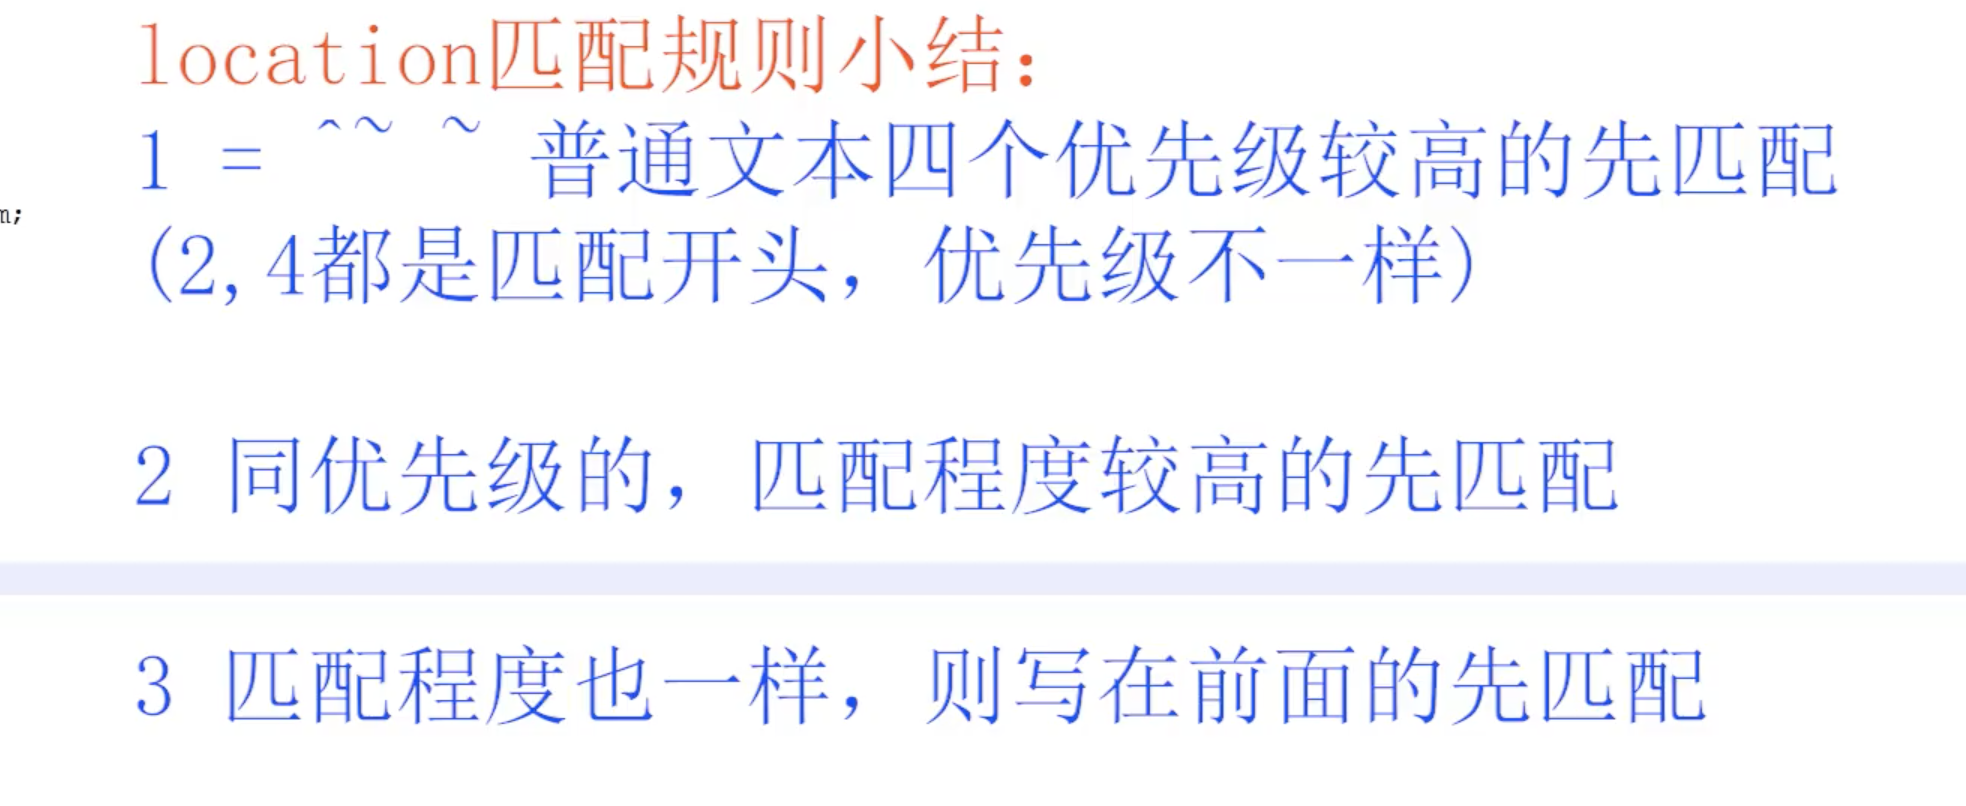 location匹配规则小结：
1 = ^~ ~ 普通文本四个优先级较高的先匹配
m;
(2,4都是匹配开头，优先级不一样)
2 同优先级的，匹配程度较高的先匹配
3 匹配程度也一样，则写在前面的先匹配